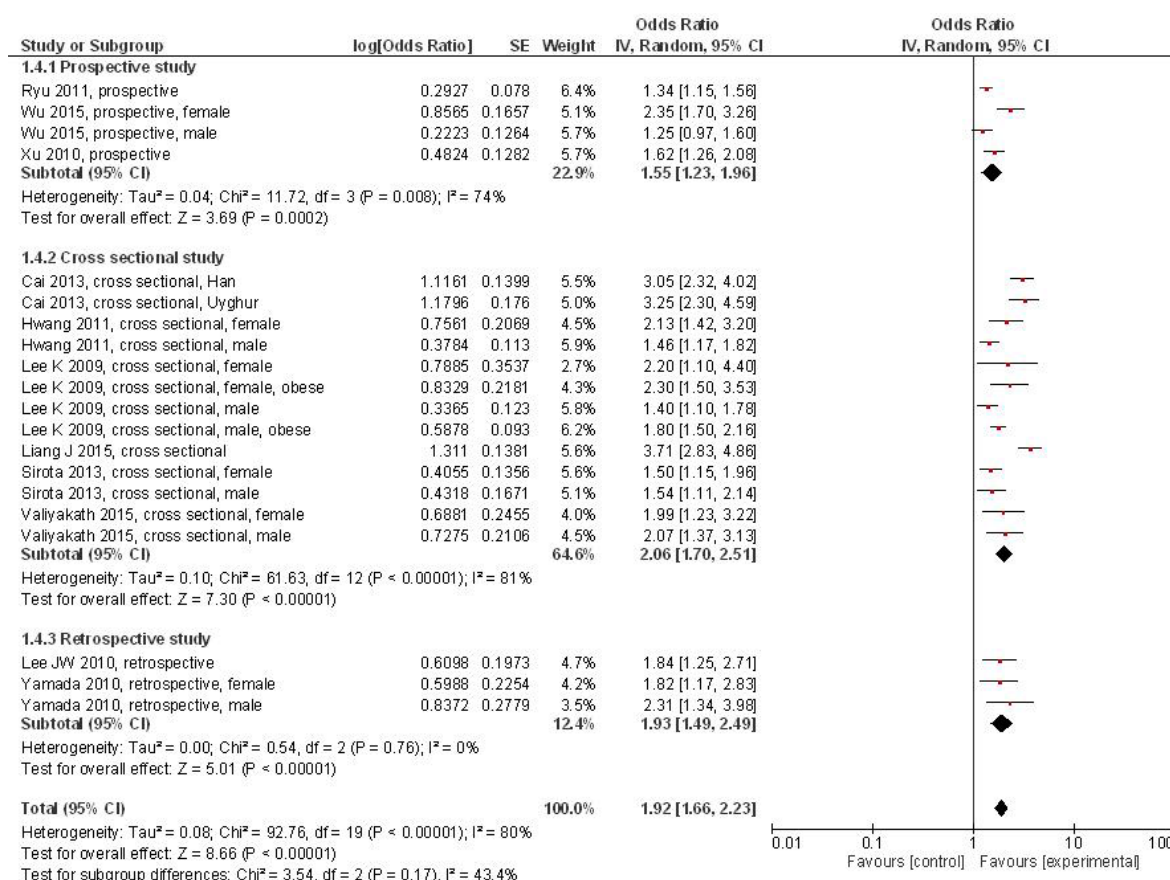 Odds Ratio Odds Ratio
Study or Subgroup log[Odds Ratio] SE Weight IV, Random, 95% CI IV, Random, 95% CI
1.4.1 Prospective study
Ryu 2011, prospective 0.2927 0.078 6.4% 1.34 [1.15, 1.56]
Wu 2015, prospective, female 0.8565 0.1657 5.1% 2.35 [1.70, 3.26]
Wu 2015, prospective, male 0.2223 0.1264 5.7% 1.25 [0.97, 1.60]
Xu 2010, prospective 0.4824 0.1282 5.7% 1.62 [1.26, 2.08]
Subtotal (95% CI) 22.9% 1.55 [1.23, 1.96]
Heterogeneity: Tau² = 0.04; Chi² = 11.72, df = 3 (P = 0.008); I² = 74%
Test for overall effect: Z = 3.69 (P = 0.0002)
1.4.2 Cross sectional study
Cai 2013, cross sectional, Han 1.1161 0.1399 5.5% 3.05 [2.32, 4.02]
Cai 2013, cross sectional, Uyghur 1.1796 0.176 5.0% 3.25 [2.30, 4.59]
Hwang 2011, cross sectional, female 0.7561 0.2069 4.5% 2.13 [1.42, 3.20]
Hwang 2011, cross sectional, male 0.3784 0.113 5.9% 1.46 [1.17, 1.82]
Lee K 2009, cross sectional, female 0.7885 0.3537 2.7% 2.20 [1.10, 4.40]
Lee K 2009, cross sectional, female, obese 0.8329 0.2181 4.3% 2.30 [1.50, 3.53]
Lee K 2009, cross sectional, male 0.3365 0.123 5.8% 1.40 [1.10, 1.78]
Lee K 2009, cross sectional, male, obese 0.5878 0.093 6.2% 1.80 [1.50, 2.16]
Liang J 2015, cross sectional 1.311 0.1381 5.6% 3.71 [2.83, 4.86]
Sirota 2013, cross sectional, female 0.4055 0.1356 5.6% 1.50 [1.15, 1.96]
Sirota 2013, cross sectional, male 0.4318 0.1671 5.1% 1.54 [1.11, 2.14]
Valiyakath 2015, cross sectional, female 0.6881 0.2455 4.0% 1.99 [1.23, 3.22]
Valiyakath 2015, cross sectional, male 0.7275 0.2106 4.5% 2.07 [1.37, 3.13]
Subtotal (95% CI) 64.6% 2.06 [1.70, 2.51]
Heterogeneity: Tau² = 0.10; Chi² = 61.63, df = 12 (P < 0.00001); I² = 81%
Test for overall effect: Z = 7.30 (P < 0.00001)
1.4.3 Retrospective study
Lee JW 2010, retrospective 0.6098 0.1973 4.7% 1.84 [1.25, 2.71]
Yamada 2010, retrospective, female 0.5988 0.2254 4.2% 1.82 [1.17, 2.83]
Yamada 2010, retrospective, male 0.8372 0.2779 3.5% 2.31 [1.34, 3.98]
Subtotal (95% CI) 12.4% 1.93 [1.49, 2.49]
Heterogeneity: Tau² = 0.00; Chi² = 0.54, df = 2 (P = 0.76); I² = 0%
Test for overall effect: Z = 5.01 (P < 0.00001)
Total (95% CI) 100.0% 1.92 [1.66, 2.23]
Heterogeneity: Tau² = 0.08; Chi² = 92.76, df = 19 (P < 0.00001); I² = 80%
Test for overall effect: Z = 8.66 (P < 0.00001)
Test for subgroup differences: Chi² = 3.54, df = 2 (P = 0.17), I² = 43.4%
0.01 0.1 1 10 100
Favours [control] Favours [experimental]